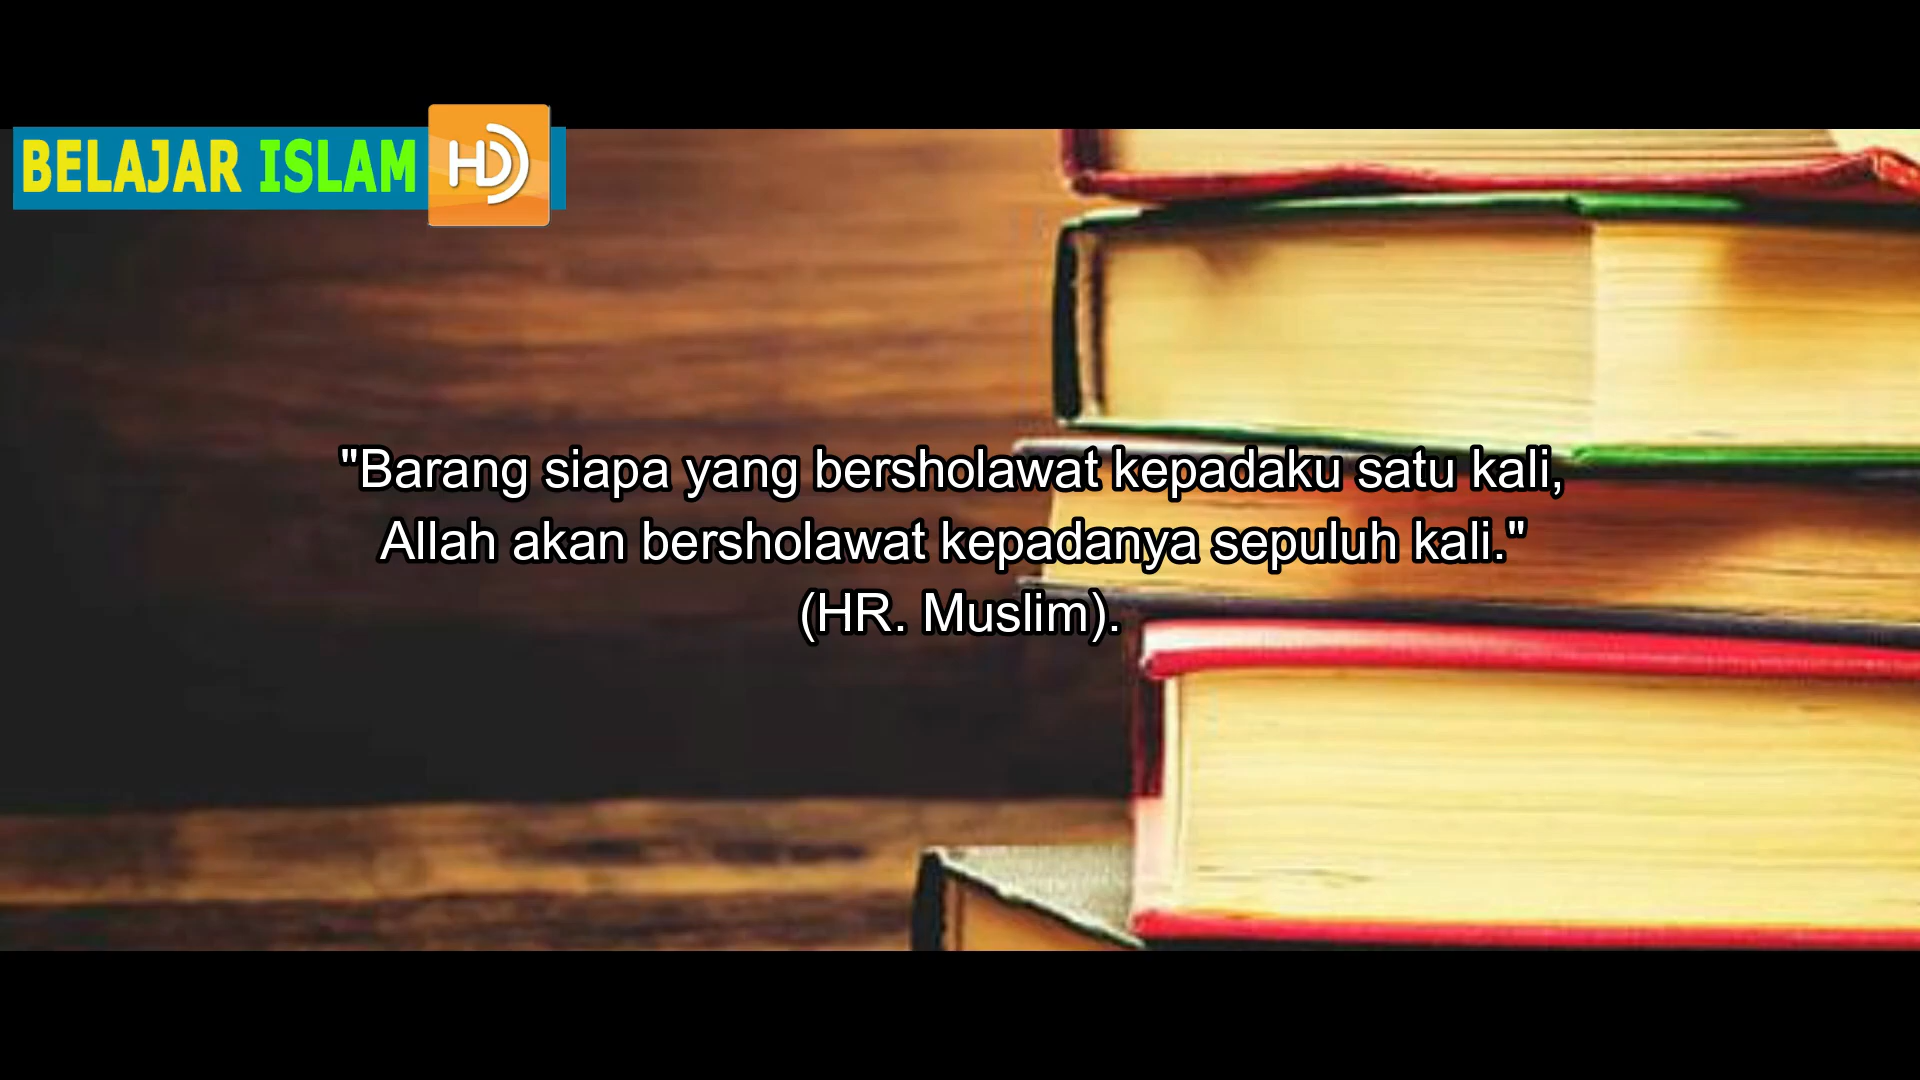 BELAJAR ISLAM HD
"Barang siapa yang bersholawat kepadaku satu kali,
Allah akan bersholawat kepadanya sepuluh kali."
(HR. Muslim).